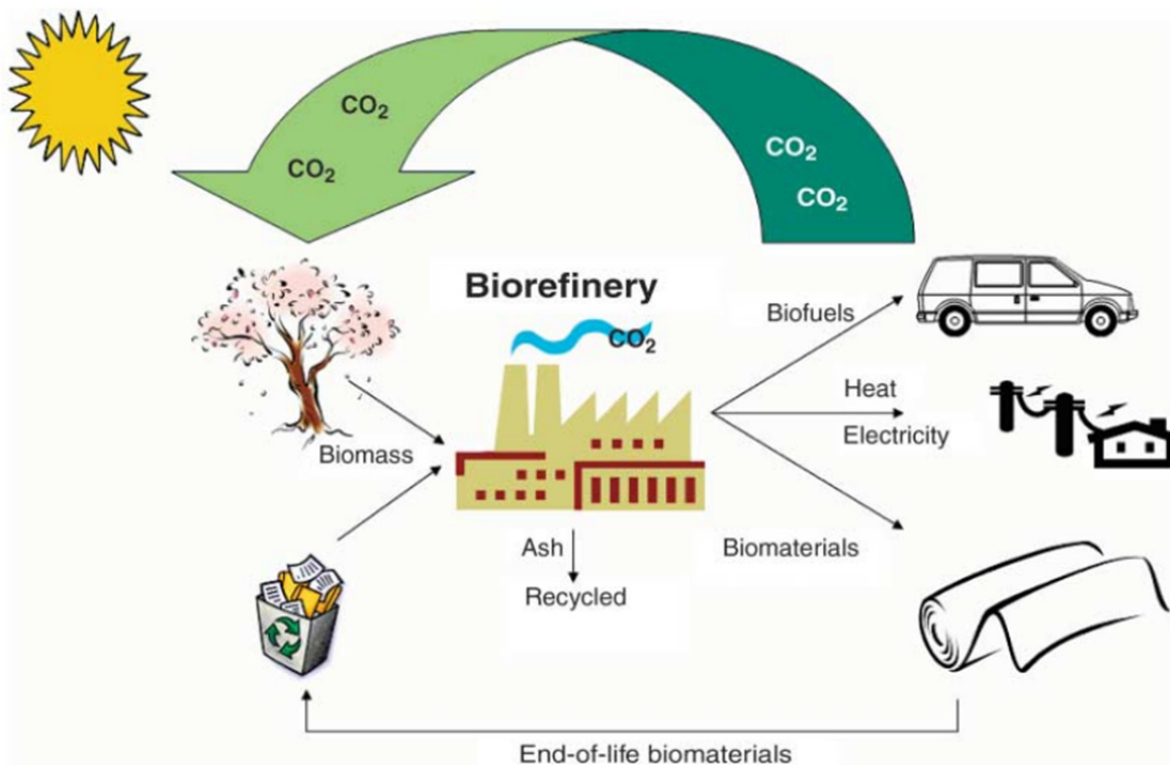 CO₂
CO₂
CO₂
CO₂
Biorefinery
CO₂
Biofuels
Heat
Electricity
Biomass
Ash
Recycled
Biomaterials
End-of-life biomaterials